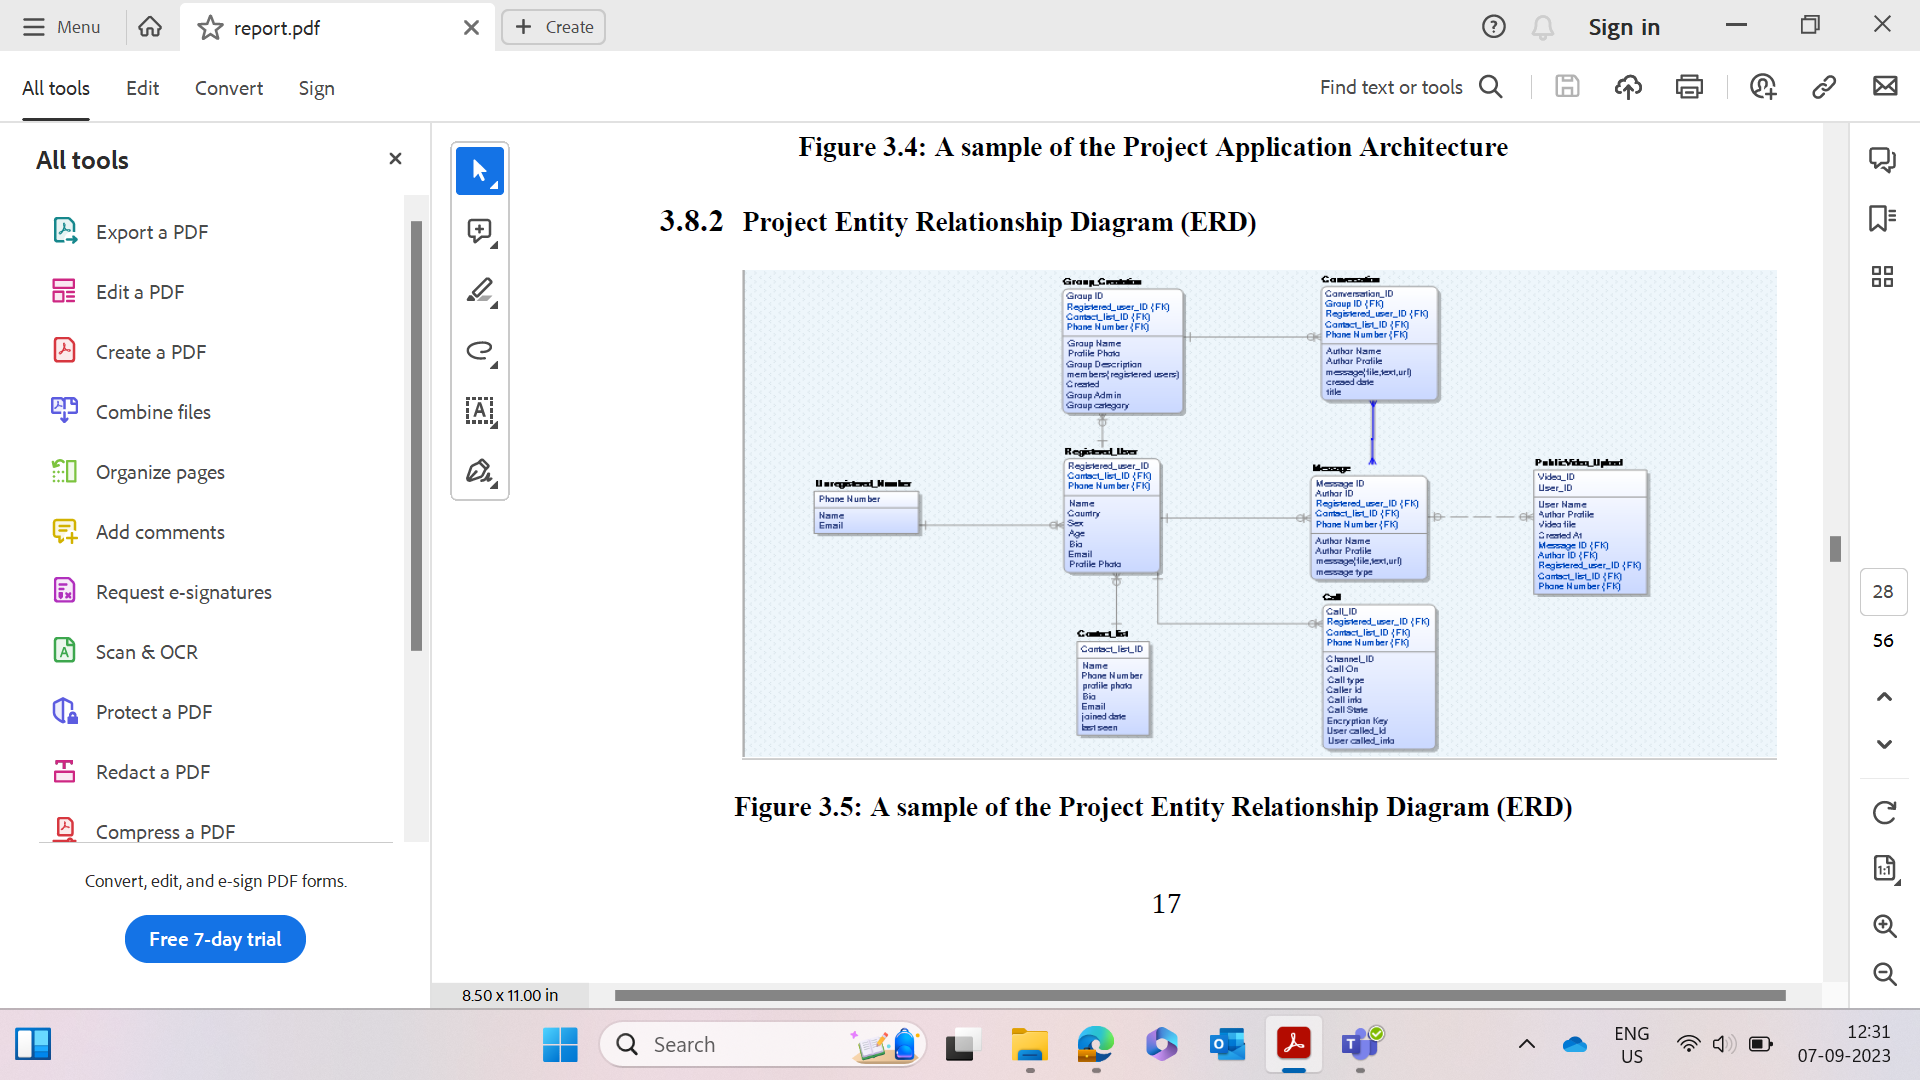 Menu
report.pdf
Create
Sign in
All tools
Edit
Convert
Sign
Find text or tools
All tools
Export a PDF
Edit a PDF
Create a PDF
Combine files
Organize pages
Add comments
Request e-signatures
Scan & OCR
Protect a PDF
Redact a PDF
Compress a PDF
Convert, edit, and e-sign PDF forms.
Free 7-day trial
Figure 3.4: A sample of the Project Application Architecture
3.8.2 Project Entity Relationship Diagram (ERD)
Group ID
Registered_user_ID (FK)
Contact_list_ID (FK)
Phone Number (FK)
Group Name
Profile Photo
Group Description
members(registered users)
Created
Group Admin
Group category
Conversation
Conversation_ID
Group ID (FK)
Registered_user_ID (FK)
Contact_list_ID (FK)
Phone Number (FK)
Author Name
Author Profile
message(file,text,url)
creaed date
title
Unregistered_Number
Phone Number
Name
Email
Registered_User
Registered_user_ID
Contact_list_ID (FK)
Phone Number (FK)
Name
Country
Sex
Age
Bio
Email
Profile Photo
Message
Message ID
Author ID
Registered_user_ID (FK)
Contact_list_ID (FK)
Phone Number (FK)
Author Name
Author Profile
message(file,text,url)
message type
PublicVideo_Upload
Video_ID
User_ID
User Name
Author Profile
Video file
Created At
Message ID (FK)
Author ID (FK)
Registered_user_ID (FK)
Contact_list_ID (FK)
Phone Number (FK)
Contact_list
Contact_list_ID
Name
Phone Number
profile photo
Bio
Email
joined date
last seen
Call
Call_ID
Registered_user_ID (FK)
Contact_list_ID (FK)
Phone Number (FK)
Channel_ID
Call On
Call type
Caller Id
Call info
Call State
Encryption Key
User called_Id
User called_info
Figure 3.5: A sample of the Project Entity Relationship Diagram (ERD)
17
8.50 x 11.00 in
28
56
1:1
Search
ENG
US
12:31
07-09-2023